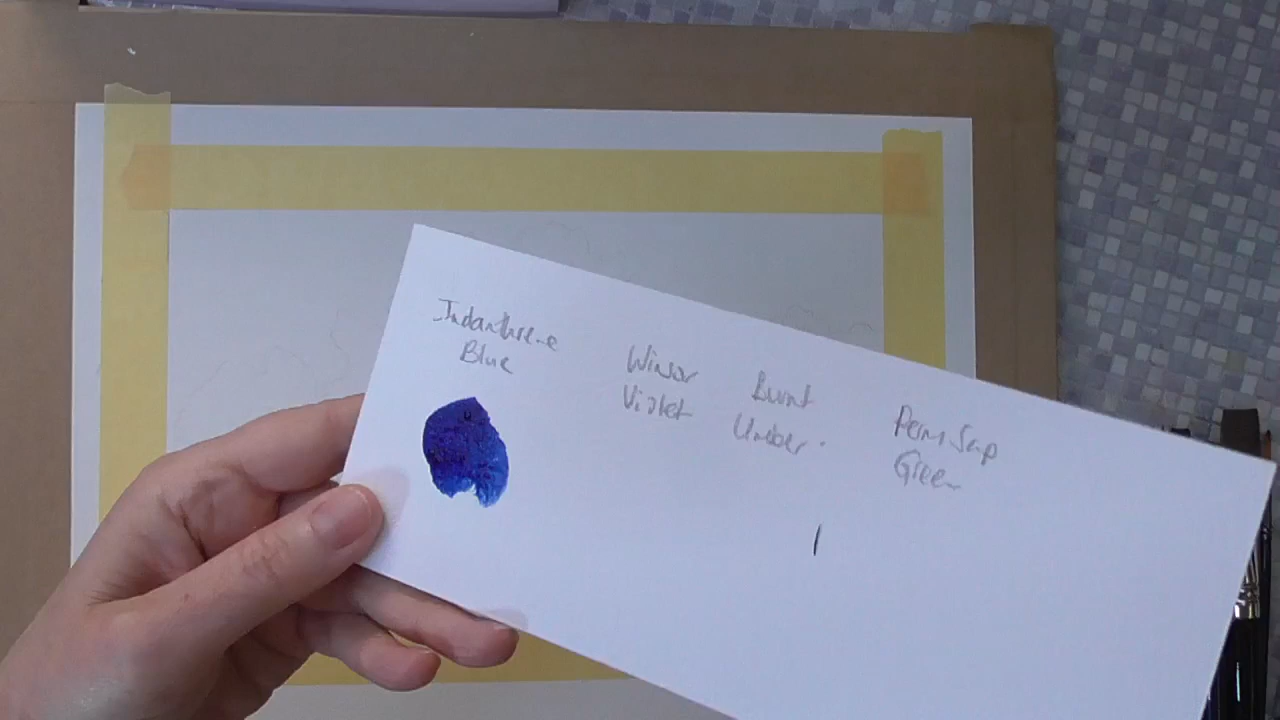 Indanthrene
Blue
Winsor
Violet
Burnt
Umber.
Perm Sap
Green